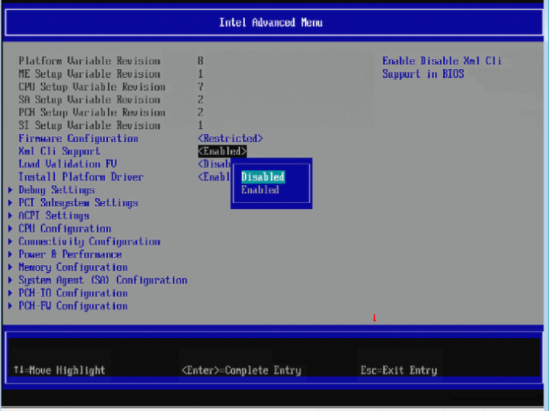 Intel Advanced Menu
Platform Variable Revision 8
ME Setup Variable Revision 1
CPU Setup Variable Revision 7
SA Setup Variable Revision 2
PCH Setup Variable Revision 2
SI Setup Variable Revision 1
Firmware Configuration <Restricted>
Xml Cli Support <Enabled>
Load Validation FV <Disab
Install Platform Driver <Enabl
Disabled
Enabled
Debug Settings
PCI Subsystem Settings
ACPI Settings
CPU Configuration
Connectivity Configuration
Power & Performance
Memory Configuration
System Agent (SA) Configuration
PCH-IO Configuration
PCH-FW Configuration
Enable Disable Xml Cli
Support in BIOS
↑↓=Move Highlight <Enter>=Complete Entry Esc=Exit Entry